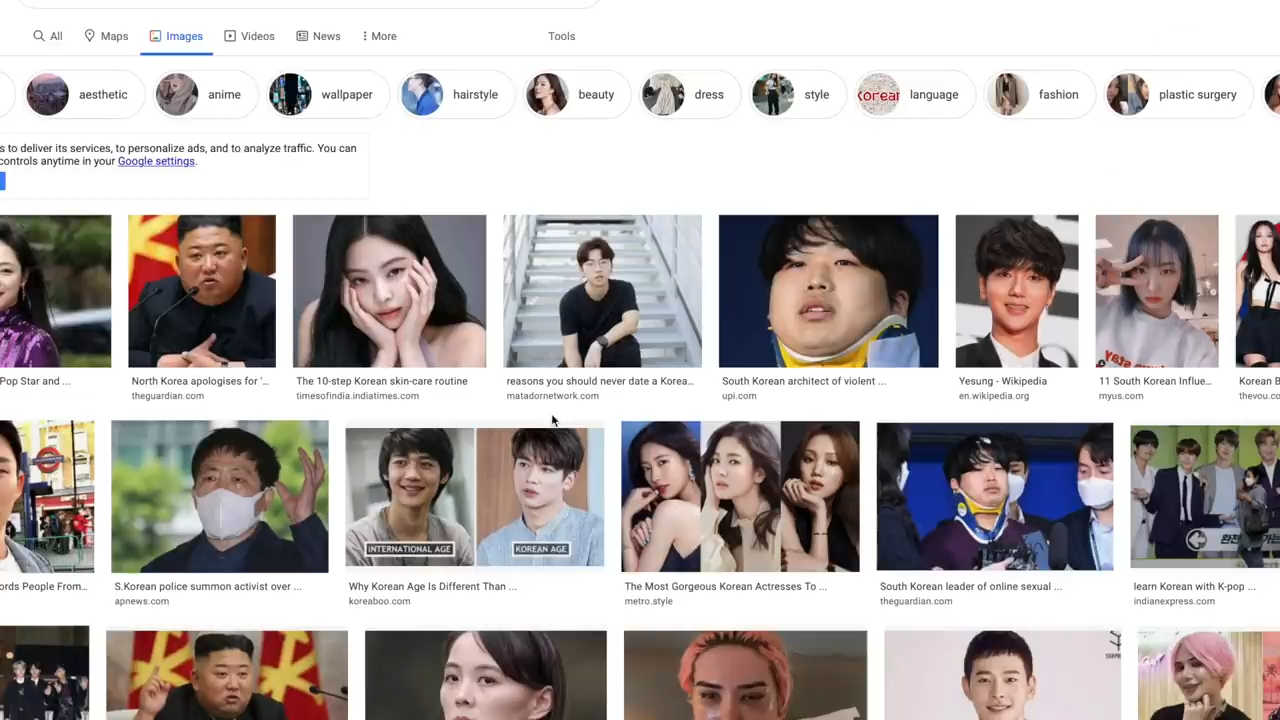 All
Maps
Images
Videos
News
More
Tools
aesthetic
anime
wallpaper
hairstyle
beauty
dress
style
korean
language
fashion
plastic surgery
s to deliver its services, to personalize ads, and to analyze traffic. You can
controls anytime in your Google settings.
Pop Star and ...
North Korea apologises for '...
theguardian.com
The 10-step Korean skin-care routine
timesofindia.indiatimes.com
reasons you should never date a Korea...
matadornetwork.com
South Korean architect of violent ...
upi.com
Yesung - Wikipedia
en.wikipedia.org
11 South Korean Influe...
myus.com
Korean B
thevou.co
INTERNATIONAL AGE
KOREAN AGE
ords People From...
S.Korean police summon activist over ...
apnews.com
Why Korean Age Is Different Than ...
koreaboo.com
The Most Gorgeous Korean Actresses To ...
metro.style
South Korean leader of online sexual ...
theguardian.com
learn Korean with K-pop ...
indianexpress.com